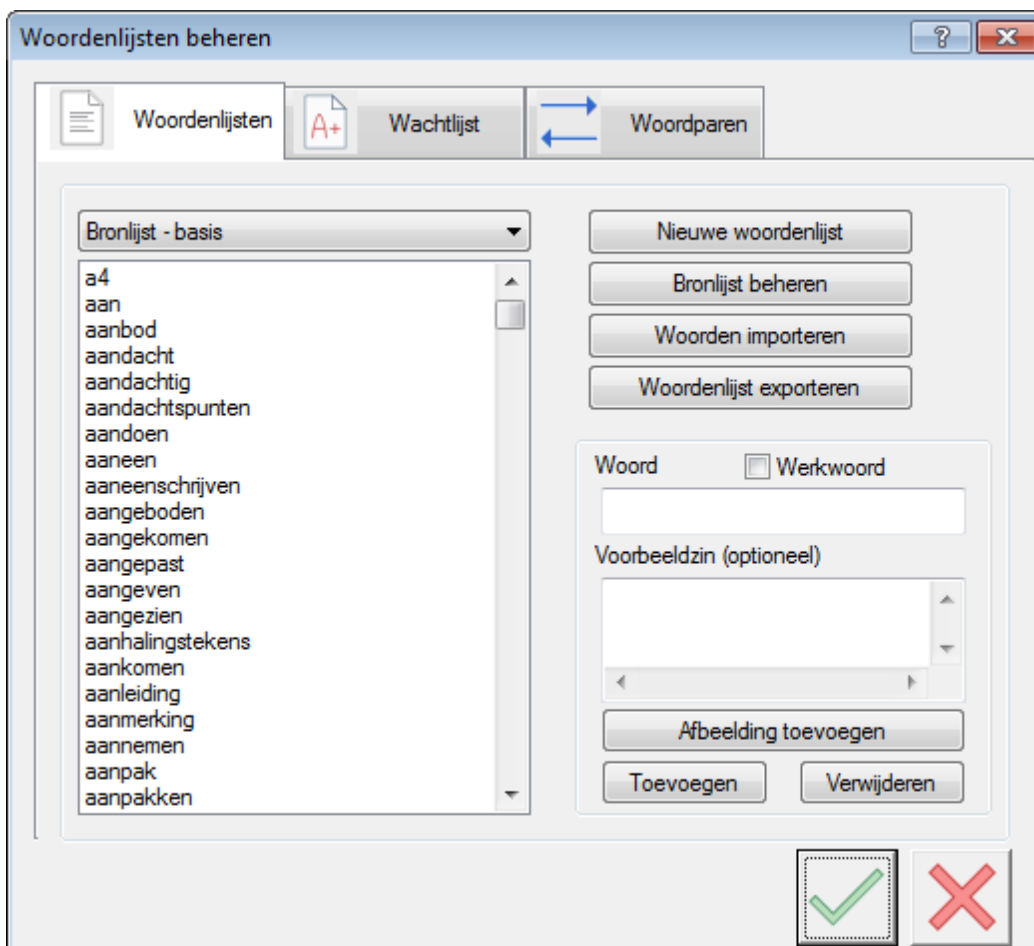 Woordenlijsten beheren
?
Woordenlijsten
A+
Wachtlijst
Woordparen
Bronlijst - basis
a4
aan
aanbod
aandacht
aandachtig
aandachtspunten
aandoen
aaneen
aaneenschrijven
aangeboden
aangekomen
aangepast
aangeven
aangezien
aanhalingstekens
aankomen
aanleiding
aanmerking
aannemen
aanpak
aanpakken
Nieuwe woordenlijst
Bronlijst beheren
Woorden importeren
Woordenlijst exporteren
Woord
Werkwoord
Voorbeeldzin (optioneel)
Afbeelding toevoegen
Toevoegen
Verwijderen